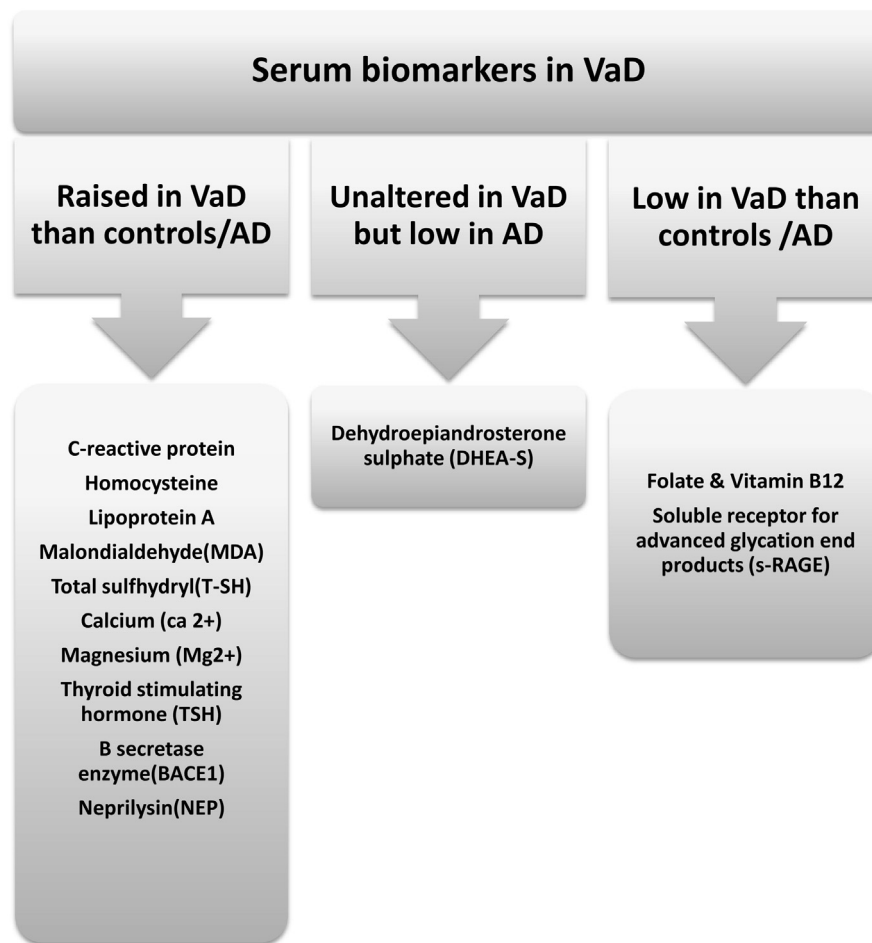 Serum biomarkers in VaD
Raised in VaD
than controls/AD
Unaltered in VaD
but low in AD
Low in VaD than
controls /AD
C-reactive protein
Homocysteine
Lipoprotein A
Malondialdehyde(MDA)
Total sulfhydryl(T-SH)
Calcium (ca 2+)
Magnesium (Mg2+)
Thyroid stimulating
hormone (TSH)
B secretase
enzyme(BACE1)
Neprilysin(NEP)
Dehydroepiandrosterone
sulphate (DHEA-S)
Folate & Vitamin B12
Soluble receptor for
advanced glycation end
products (s-RAGE)